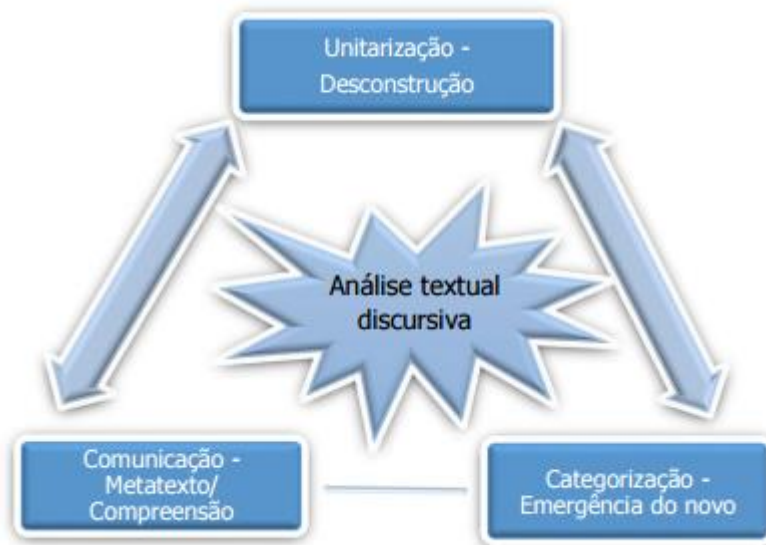 Unitarização -
Desconstrução
Análise textual
discursiva
Comunicação -
Metatexto/
Compreensão
Categorização -
Emergência do novo